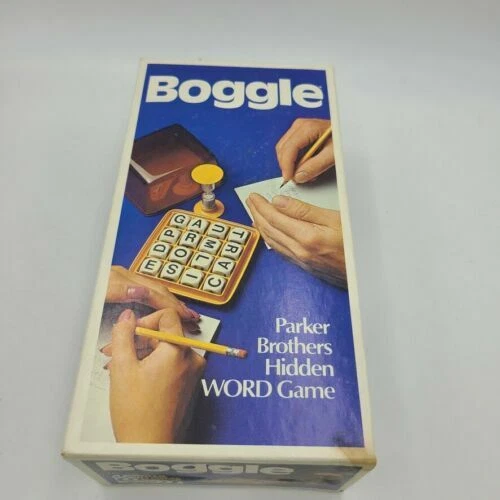 Boggle
G A U T
P R M R
D O L A
E S I C
Parker
Brothers
Hidden
WORD Game
Boggle